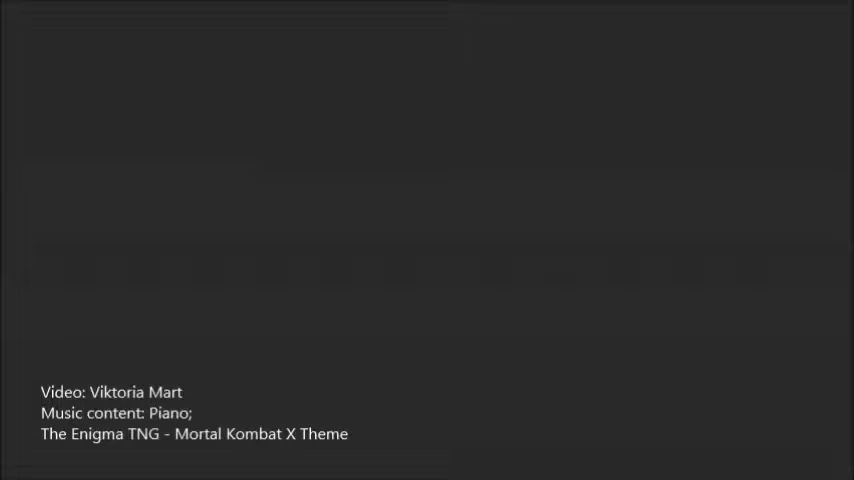 Video: Viktoria Mart
Music content: Piano;
The Enigma TNG - Mortal Kombat X Theme